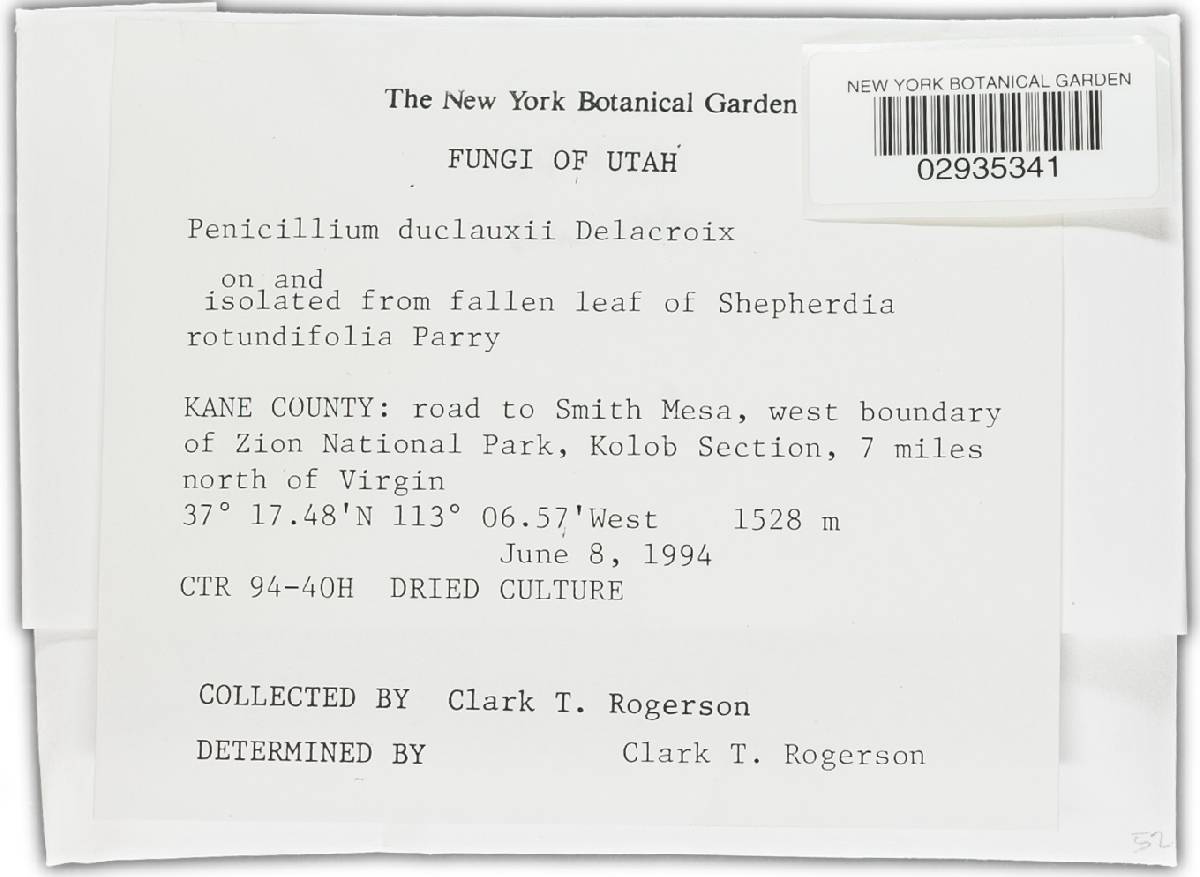 The New York Botanical Garden
NEW YORK BOTANICAL GARDEN
02935341
FUNGI OF UTAH
Penicillium duclauxii Delacroix
on and
isolated from fallen leaf of Shepherdia
rotundifolia Parry
KANE COUNTY: road to Smith Mesa, west boundary
of Zion National Park, Kolob Section, 7 miles
north of Virgin
37° 17.48'N 113° 06.57'West 1528 m
June 8, 1994
CTR 94-40H DRIED CULTURE
COLLECTED BY Clark T. Rogerson
DETERMINED BY Clark T. Rogerson
52